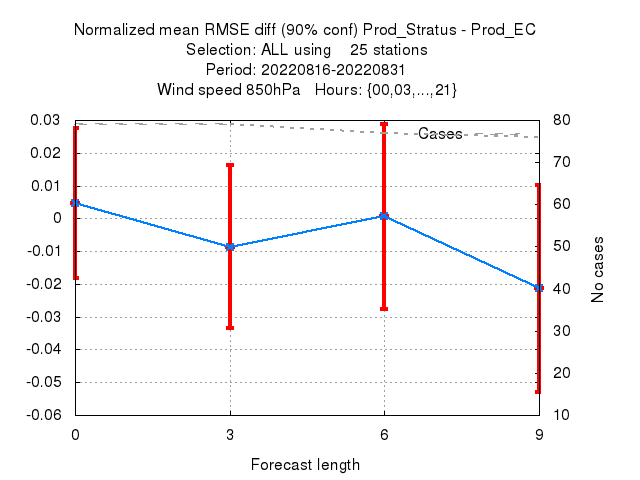 Normalized mean RMSE diff (90% conf) Prod_Stratus - Prod_EC
Selection: ALL using 25 stations
Period: 20220816-20220831
Wind speed 850hPa Hours: {00,03,...,21}
0.03
0.02
0.01
0
-0.01
-0.02
-0.03
-0.04
-0.05
-0.06
Cases
80
70
60
50
40
30
20
10
No cases
0 3 6 9
Forecast length